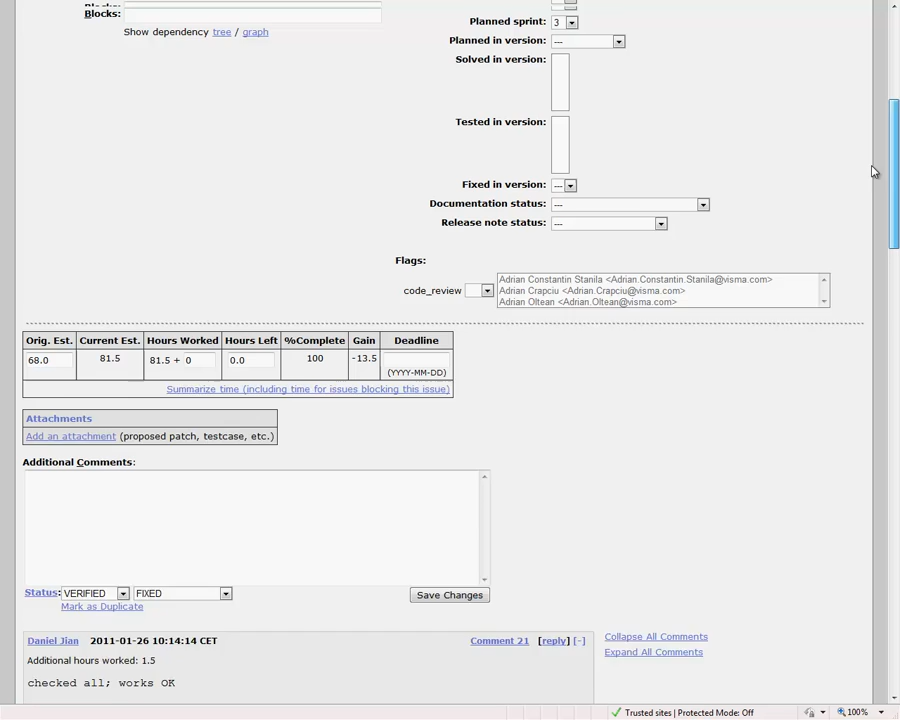 Blocks:
Show dependency tree / graph
Planned sprint: 3
Planned in version: ---
Solved in version:
Tested in version:
Fixed in version: ---
Documentation status: ---
Release note status: ---
Flags:
code_review
Adrian Constantin Stanila <Adrian.Constantin.Stanila@visma.com>
Adrian Crapciu <Adrian.Crapciu@visma.com>
Adrian Oltean <Adrian.Oltean@visma.com>
Orig. Est. Current Est. Hours Worked Hours Left %Complete Gain Deadline
68.0 81.5 81.5 + 0 0.0 100 -13.5
(YYYY-MM-DD)
Summarize time (including time for issues blocking this issue)
Attachments
Add an attachment (proposed patch, testcase, etc.)
Additional Comments:
Status: VERIFIED FIXED
Save Changes
Mark as Duplicate
Daniel Jian 2011-01-26 10:14:14 CET Comment 21 [reply] [-]
Additional hours worked: 1.5
checked all; works OK
Collapse All Comments
Expand All Comments
Trusted sites | Protected Mode: Off
100%